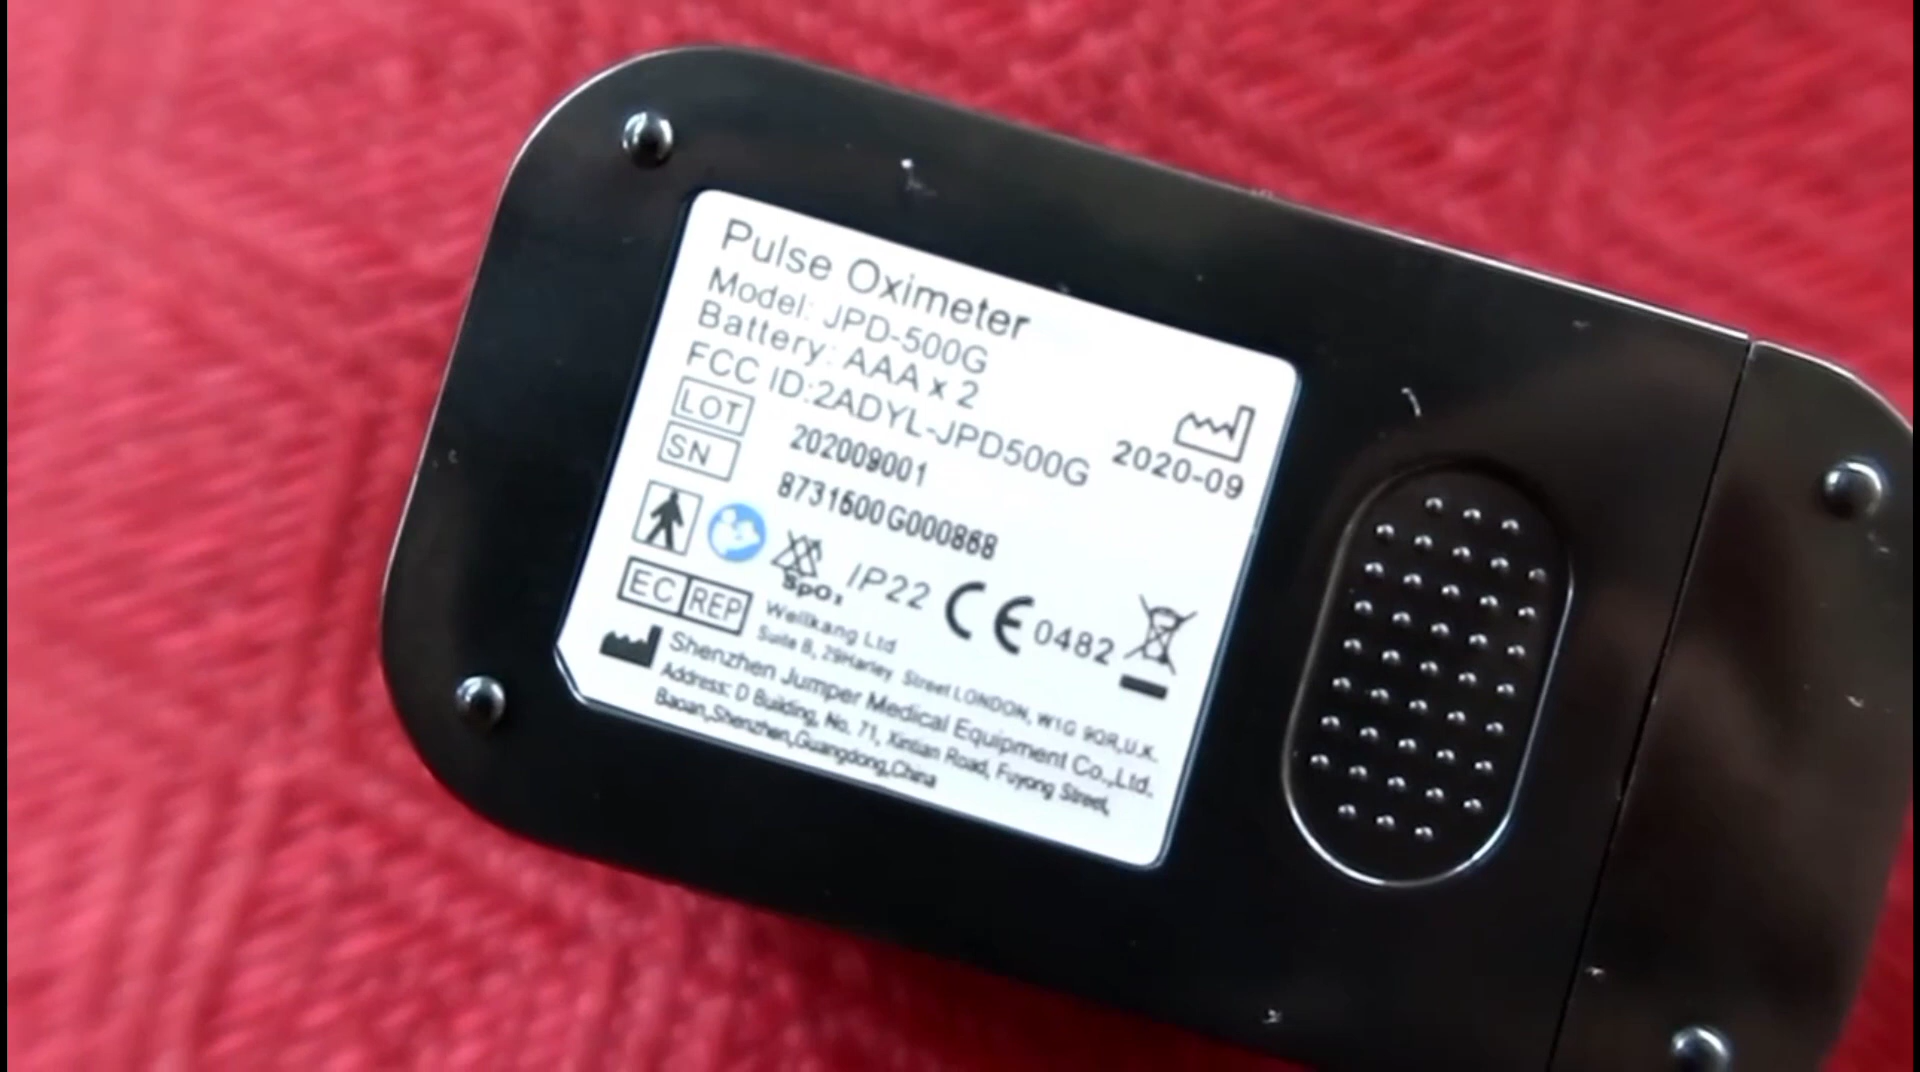 Pulse Oximeter
Model: JPD-500G
Battery: AAA x 2
FCC ID:2ADYL-JPD500G
2020-09
LOT 202009001
SN 8731600G000868
SpO₂
IP22
CE 0482
EC REP
Wellkang Ltd
Suite B, 29Harley Street LONDON, W1G 9QR,U.K.
Shenzhen Jumper Medical Equipment Co.,Ltd.
Address: D Building, No. 71, Xintian Road, Fuyong Street,
Baoan,Shenzhen,Guangdong,China